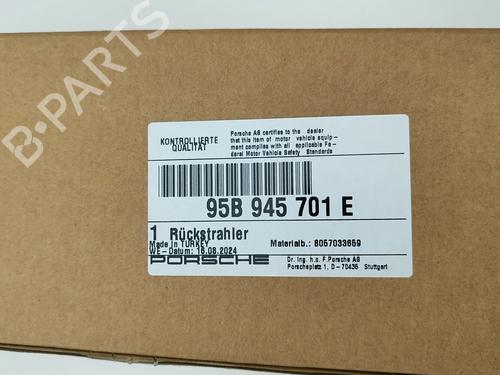 B-PARTS
KONTROLLIERTE
QUALITÄT
Porsche AG certifies to the dealer
that this item of motor vehicle equip-
ment complies with all applicable Fe-
deral Motor Vehicle Safety Standards
95B 945 701 E
1 Rückstrahler
Made in TURKEY
WE-Datum: 16.08.2024
Materialb.: 8057033659
PORSCHE
Dr. Ing. h.c. F.Porsche AG
Porscheplatz 1, D - 70435 Stuttgart